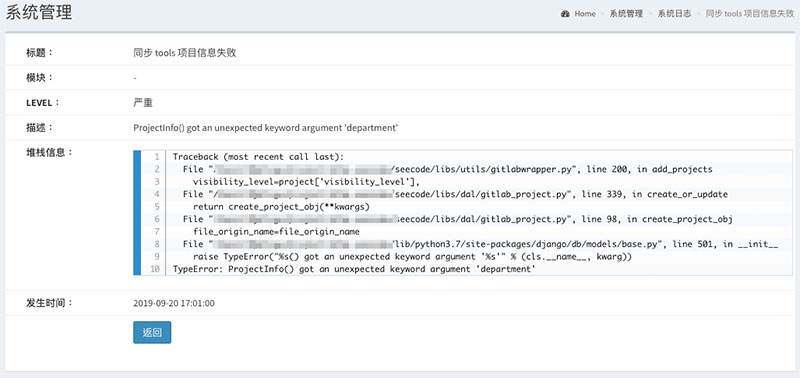 系统管理
Home - 系统管理 - 系统日志 - 同步 tools 项目信息失败
标题： 同步 tools 项目信息失败
模块： -
LEVEL： 严重
描述： ProjectInfo() got an unexpected keyword argument 'department'
堆栈信息：
1 Traceback (most recent call last):
2 File "/ /seecode/libs/utils/gitlabwrapper.py", line 200, in add_projects
3 visibility_level=project['visibility_level'],
4 File "/ /seecode/libs/dal/gitlab_project.py", line 339, in create_or_update
5 return create_project_obj(**kwargs)
6 File " seecode/libs/dal/gitlab_project.py", line 98, in create_project_obj
7 file_origin_name=file_origin_name
8 File " /lib/python3.7/site-packages/django/db/models/base.py", line 501, in __init__
9 raise TypeError("%s() got an unexpected keyword argument '%s'" % (cls.__name__, kwarg))
10 TypeError: ProjectInfo() got an unexpected keyword argument 'department'
发生时间： 2019-09-20 17:01:00
返回